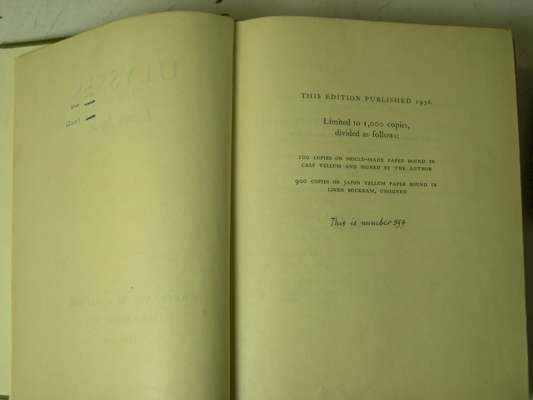 ULYSSES
THIS EDITION PUBLISHED 1936
Limited to 1,000 copies,
divided as follows:
100 COPIES ON MOULD-MADE PAPER BOUND IN
CALF VELLUM AND SIGNED BY THE AUTHOR
900 COPIES ON JAPON VELLUM PAPER BOUND IN
LINEN BUCKRAM, UNSIGNED
This is number